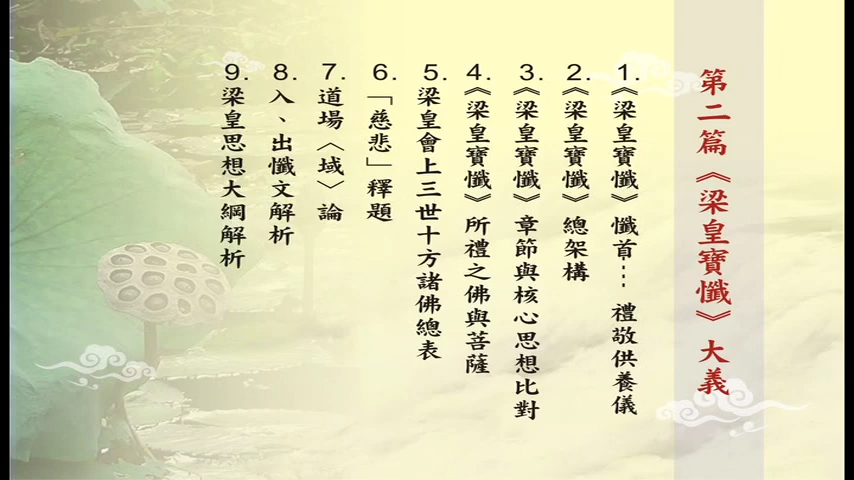 第二篇《梁皇寶懺》大義
1.《梁皇寶懺》懺首… 禮敬供養儀
2.《梁皇寶懺》總架構
3.《梁皇寶懺》章節與核心思想比對
4.《梁皇寶懺》所禮之佛與菩薩
5.梁皇會上三世十方諸佛總表
6.「慈悲」釋題
7.道場〈域〉論
8.入、出懺文解析
9.梁皇思想大綱解析